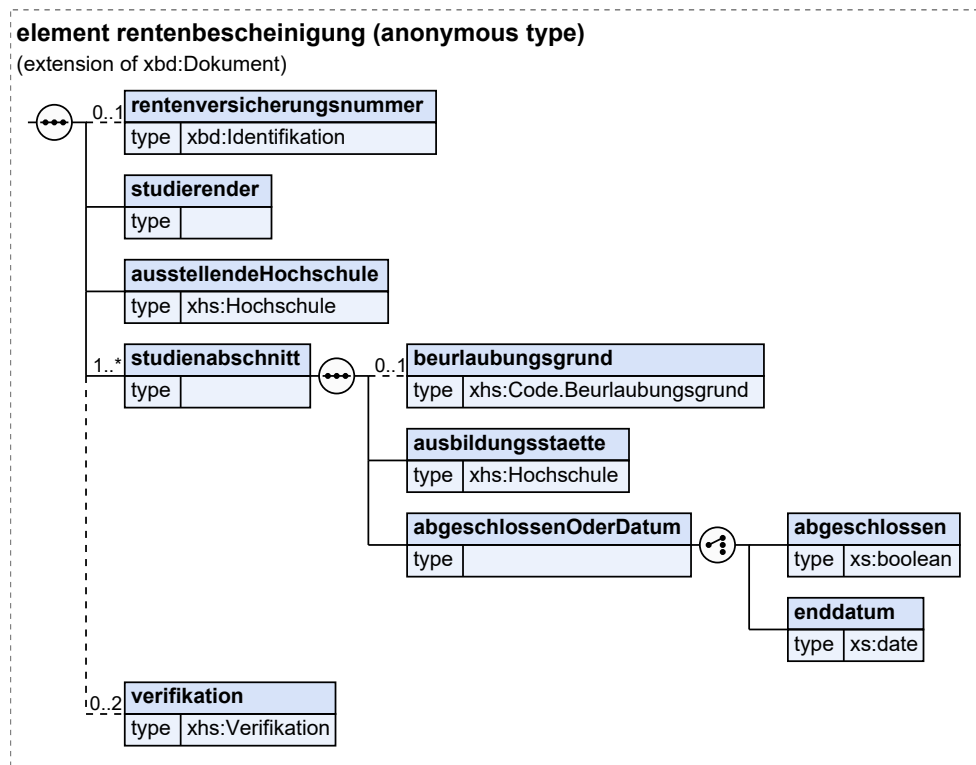 element rentenbescheinigung (anonymous type)
(extension of xbd:Dokument)
0..1 rentenversicherungsnummer
type xbd:Identifikation
studierender
type
ausstellendeHochschule
type xhs:Hochschule
1..* studienabschnitt
type
0..1 beurlaubungsgrund
type xhs:Code.Beurlaubungsgrund
ausbildungsstaette
type xhs:Hochschule
abgeschlossenOderDatum
type
abgeschlossen
type xs:boolean
enddatum
type xs:date
0..2 verifikation
type xhs:Verifikation